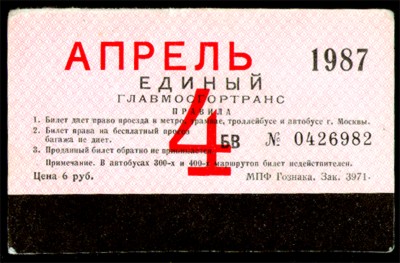 АПРЕЛЬ 1987
ЕДИНЫЙ
ГЛАВМОСГОРТРАНС
ПРАВИЛА
1. Билет дает право проезда в метро, трамвае, троллейбусе и автобусе г. Москвы.
2. Билет права на бесплатный провоз
багажа не дает.
4
БВ № 0426982
3. Проданный билет обратно не принимается.
Примечание. В автобусах 300-х и 400-х маршрутов билет недействителен.
Цена 6 руб. МПФ Гознака. Зак. 3971-